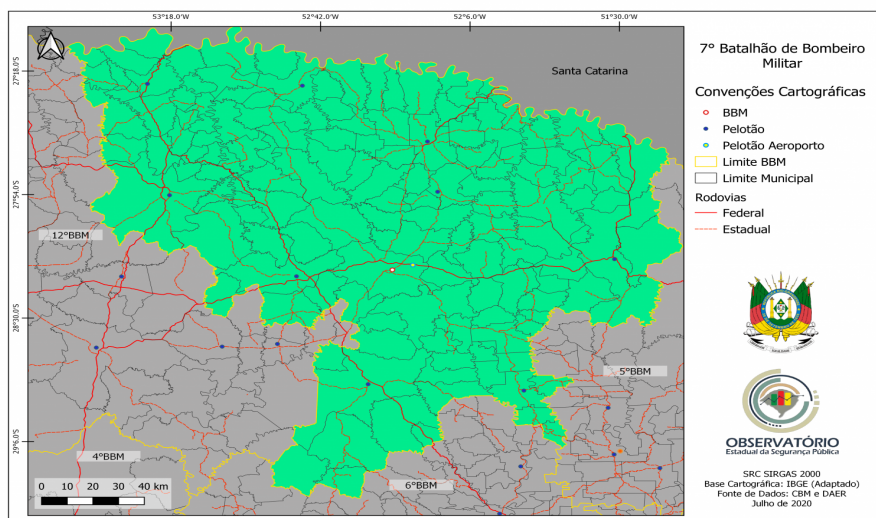 53°18.0'S
52°42.0'S
52°6.0'S
51°30.0'S
27°18.0'S
27°54.0'S
28°30.0'S
29°6.0'S
Santa Catarina
12°BBM
5°BBM
4°BBM
6°BBM
0 10 20 30 40 km
7° Batalhão de Bombeiro
Militar
Convenções Cartográficas
BBM
Pelotão
Pelotão Aeroporto
Limite BBM
Limite Municipal
Rodovias
Federal
Estadual
OBSERVATÓRIO
Estadual da Segurança Pública
SRC SIRGAS 2000
Base Cartográfica: IBGE (Adaptado)
Fonte de Dados: CBM e DAER
Julho de 2020